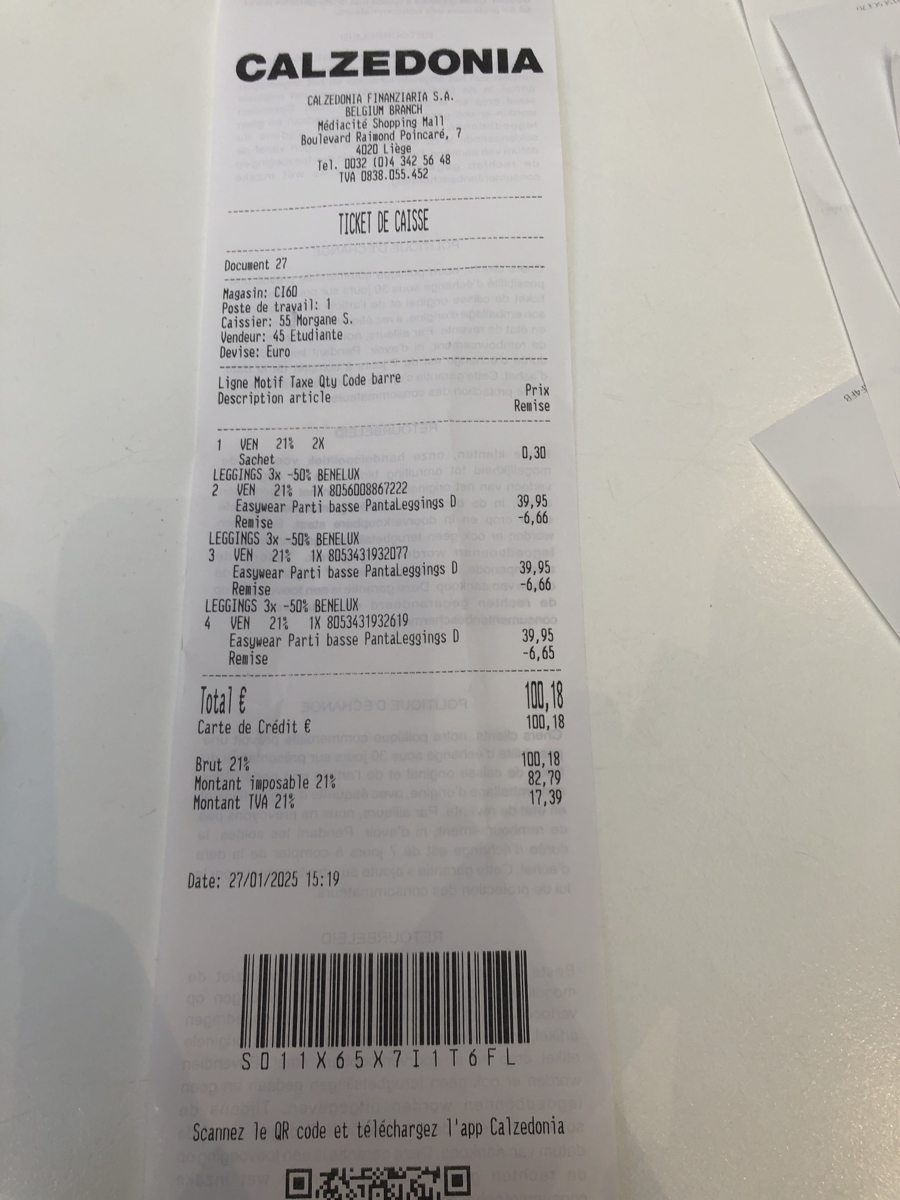 CALZEDONIA
CALZEDONIA FINANZIARIA S.A.
BELGIUM BRANCH
Médiacité Shopping Mall
Boulevard Raimond Poincaré, 7
4020 Liège
Tel. 0032 (0)4 342 56 48
TVA 0838.055.452
TICKET DE CAISSE
Document 27
Magasin: CI60
Poste de travail: 1
Caissier: 55 Morgane S.
Vendeur: 45 Etudiante
Devise: Euro
Ligne Motif Taxe Qty Code barre
Description article Prix
Remise
1 VEN 21% 2X
Sachet 0,30
LEGGINGS 3x -50% BENELUX
2 VEN 21% 1X 8056008867222
Easywear Parti basse PantaLeggings D 39,95
Remise -6,66
LEGGINGS 3x -50% BENELUX
3 VEN 21% 1X 8053431932077
Easywear Parti basse PantaLeggings D 39,95
Remise -6,66
LEGGINGS 3x -50% BENELUX
4 VEN 21% 1X 8053431932619
Easywear Parti basse PantaLeggings D 39,95
Remise -6,65
Total € 100,18
Carte de Crédit € 100,18
Brut 21% 100,18
Montant imposable 21% 82,79
Montant TVA 21% 17,39
Date: 27/01/2025 15:19
S011X65X7I1T6FL
Scannez le QR code et téléchargez l'app Calzedonia